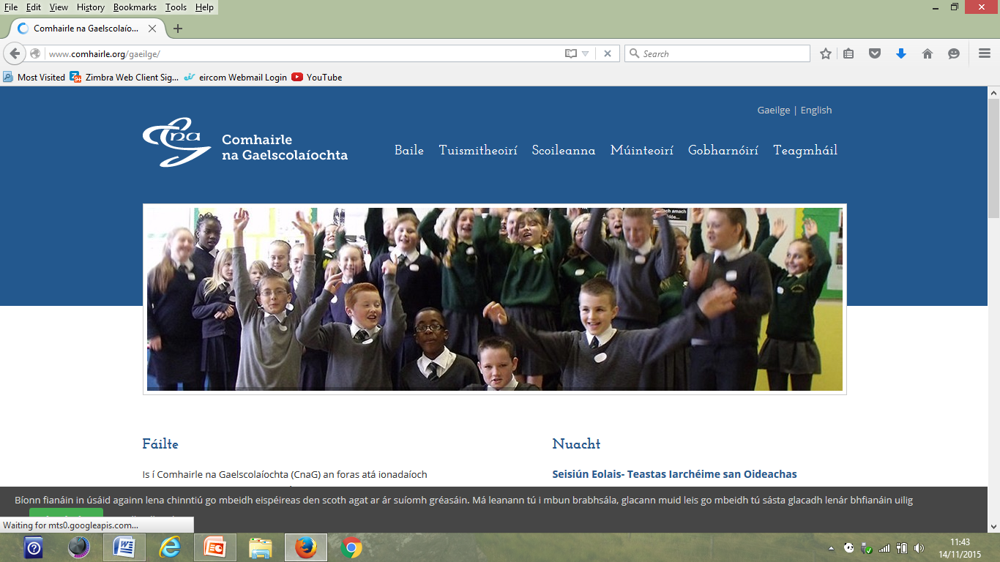 File Edit View History Bookmarks Tools Help
Comhairle na Gaelscolaío...
www.comhairle.org/gaeilge/
Search
Most Visited Zimbra Web Client Sig... eircom Webmail Login YouTube
Gaeilge | English
Cna
G
Comhairle
na Gaelscolaíochta
Baile Tuismitheoirí Scoileanna Múinteoirí Gobharnóirí Teagmháil
Fáilte
Is í Comhairle na Gaelscolaíochta (CnaG) an foras atá ionadaíoch
Nuacht
Seisiún Eolais- Teastas Iarchéime san Oideachas
Bíonn fianáin in úsáid againn lena chinntiú go mbeidh eispéireas den scoth agat ar ár suíomh gréasáin. Má leanann tú i mbun brabhsála, glacann muid leis go mbeidh tú sásta glacadh lenár bhfianáin uilig
Waiting for mts0.googleapis.com...
11:43
14/11/2015